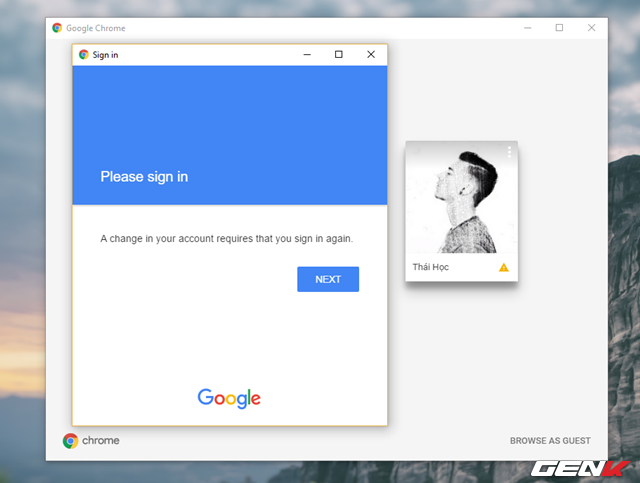 Google Chrome
Sign in
Please sign in
A change in your account requires that you sign in again.
NEXT
Google
Thái Học
chrome
BROWSE AS GUEST
GENK